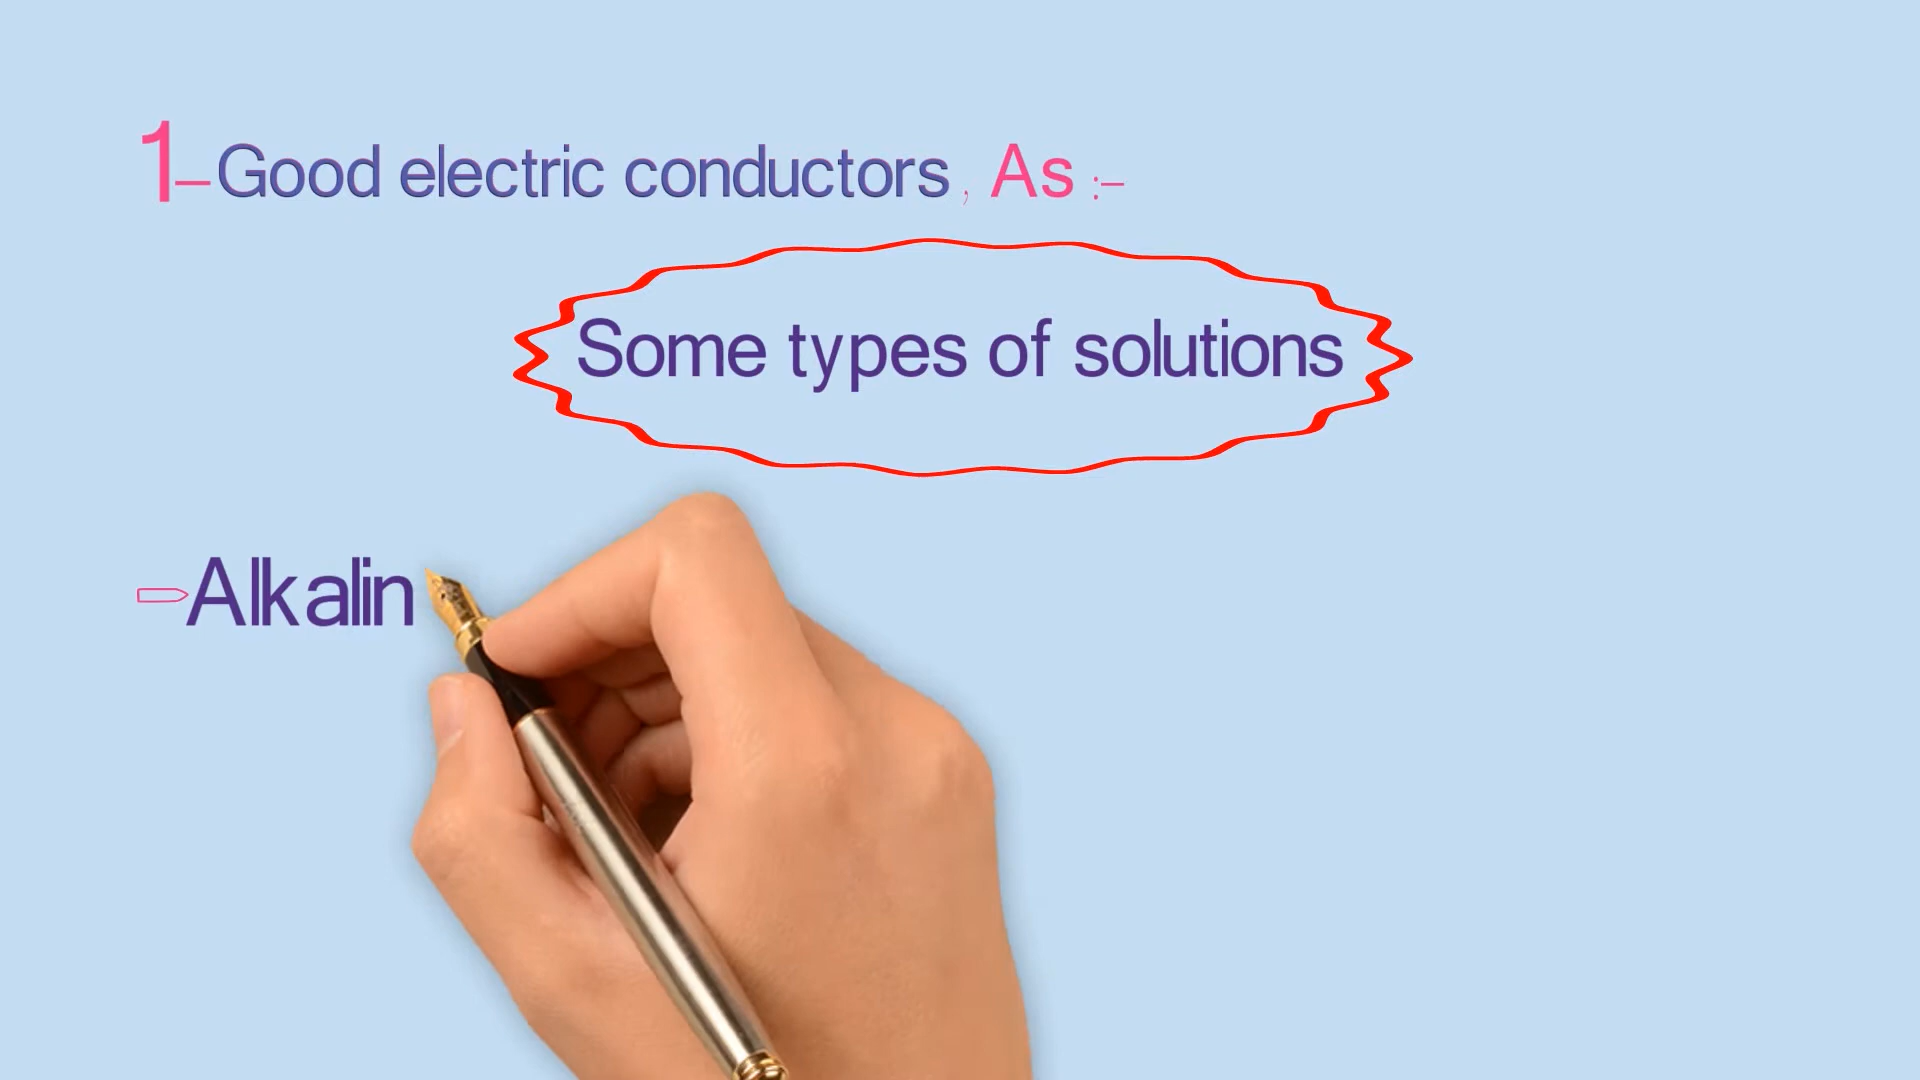 1-Good electric conductors, As :-
Some types of solutions
Alkalin